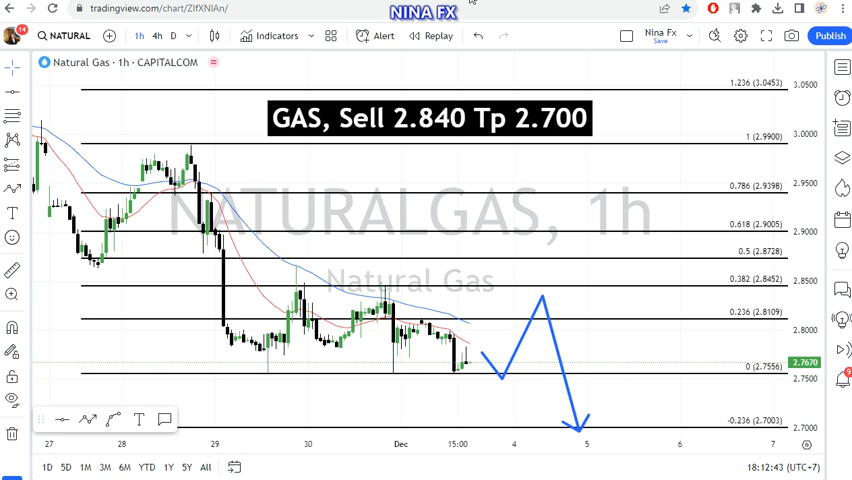 tradingview.com/chart/ZIfXNIAn/
NINA FX
14
NATURAL
1h 4h D
Indicators
Alert
Replay
Nina Fx
Save
Publish
Natural Gas · 1h · CAPITALCOM
GAS, Sell 2.840 Tp 2.700
NATURALGAS, 1h
Natural Gas
1.236 (3.0453)
1 (2.9900)
0.786 (2.9398)
0.618 (2.9005)
0.5 (2.8728)
0.382 (2.8452)
0.236 (2.8109)
0 (2.7556)
-0.236 (2.7003)
3.0500
3.0000
2.9500
2.9000
2.8500
2.8000
2.7670
2.7500
2.7000
9
27 28 29 30 Dec 15:00 4 5 6 7
1D 5D 1M 3M 6M YTD 1Y 5Y All
18:12:43 (UTC+7)